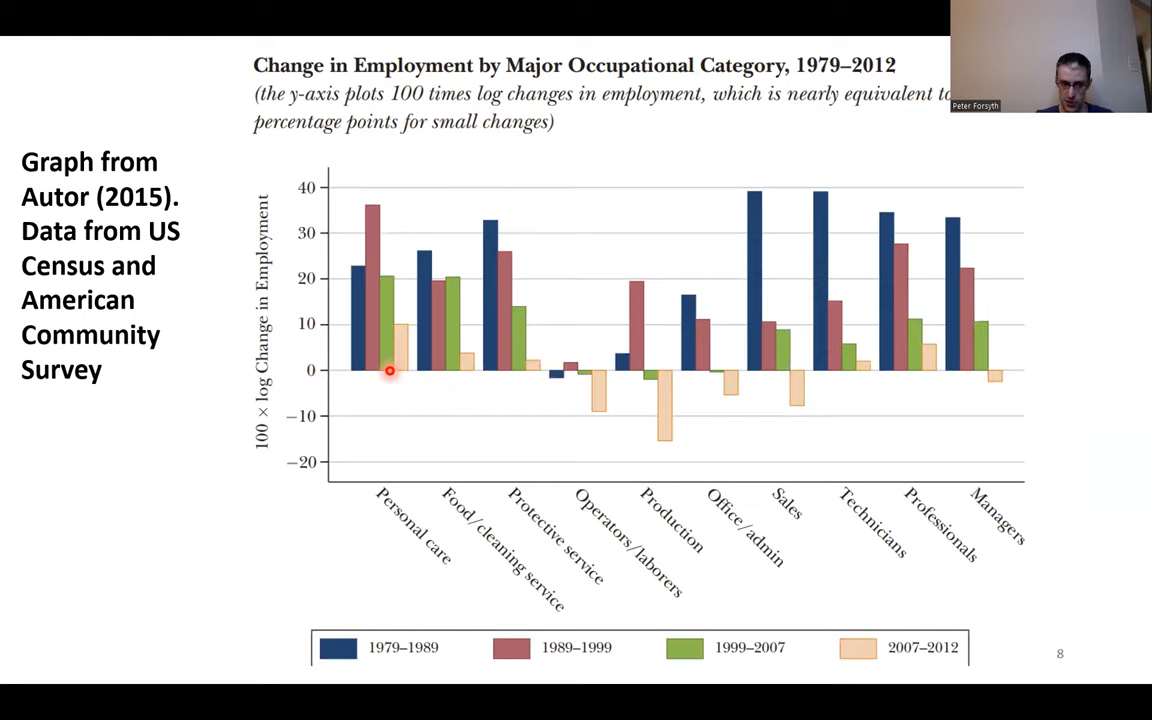 Change in Employment by Major Occupational Category, 1979–2012
(the y-axis plots 100 times log changes in employment, which is nearly equivalent to
percentage points for small changes)
Peter Forsyth
Graph from
Autor (2015).
Data from US
Census and
American
Community
Survey
100 × log Change in Employment
40
30
20
10
0
−10
−20
Personal care
Food/cleaning service
Protective service
Operators/laborers
Production
Office/admin
Sales
Technicians
Professionals
Managers
1979–1989
1989–1999
1999–2007
2007–2012
8